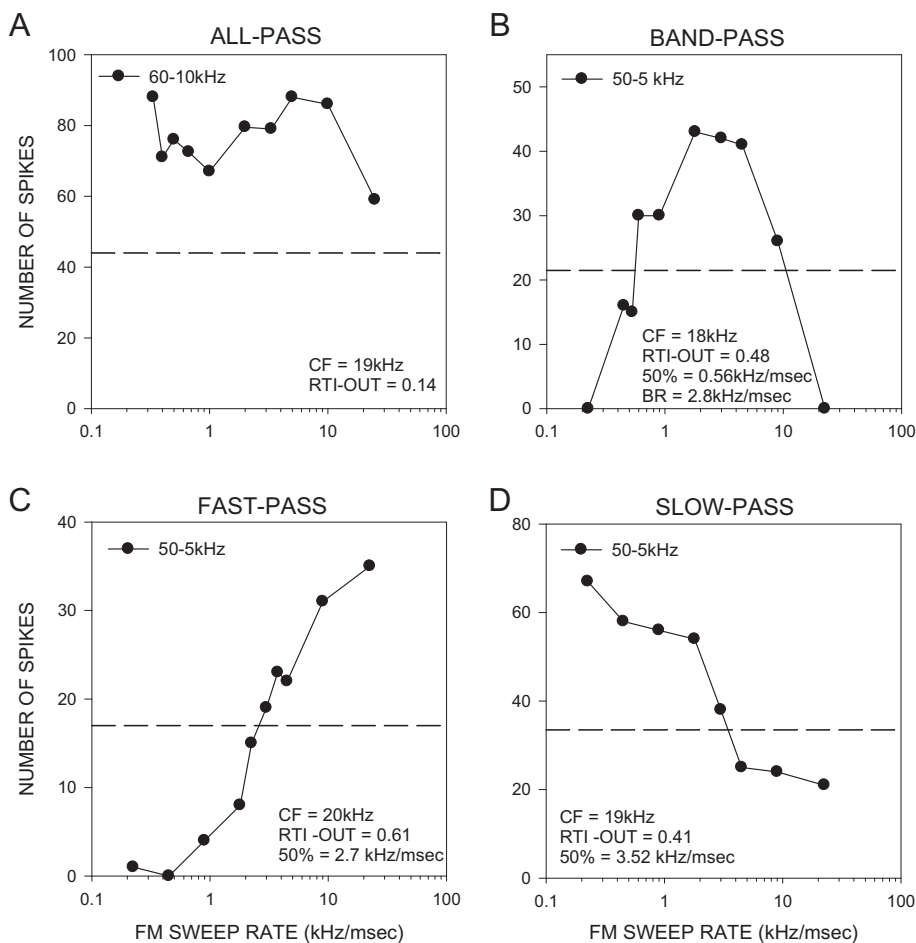 A
ALL-PASS
60-10kHz
100
80
60
40
20
0
NUMBER OF SPIKES
CF = 19kHz
RTI-OUT = 0.14
0.1
1
10
100
B
BAND-PASS
50-5 kHz
50
40
30
20
10
0
CF = 18kHz
RTI-OUT = 0.48
50% = 0.56kHz/msec
BR = 2.8kHz/msec
0.1
1
10
100
C
FAST-PASS
50-5kHz
40
30
20
10
0
NUMBER OF SPIKES
CF = 20kHz
RTI -OUT = 0.61
50% = 2.7 kHz/msec
0.1
1
10
100
FM SWEEP RATE (kHz/msec)
D
SLOW-PASS
50-5kHz
80
60
40
20
0
CF = 19kHz
RTI -OUT = 0.41
50% = 3.52 kHz/msec
0.1
1
10
100
FM SWEEP RATE (kHz/msec)